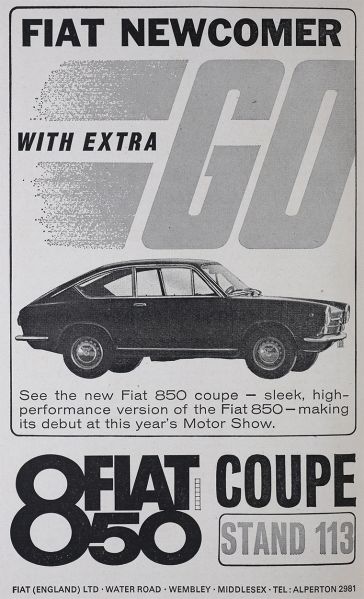 FIAT NEWCOMER
WITH EXTRA GO
See the new Fiat 850 coupe – sleek, high-
performance version of the Fiat 850 – making
its debut at this year's Motor Show.
FIAT 850 COUPE
STAND 113
FIAT (ENGLAND) LTD · WATER ROAD · WEMBLEY · MIDDLESEX · TEL: ALPERTON 2981